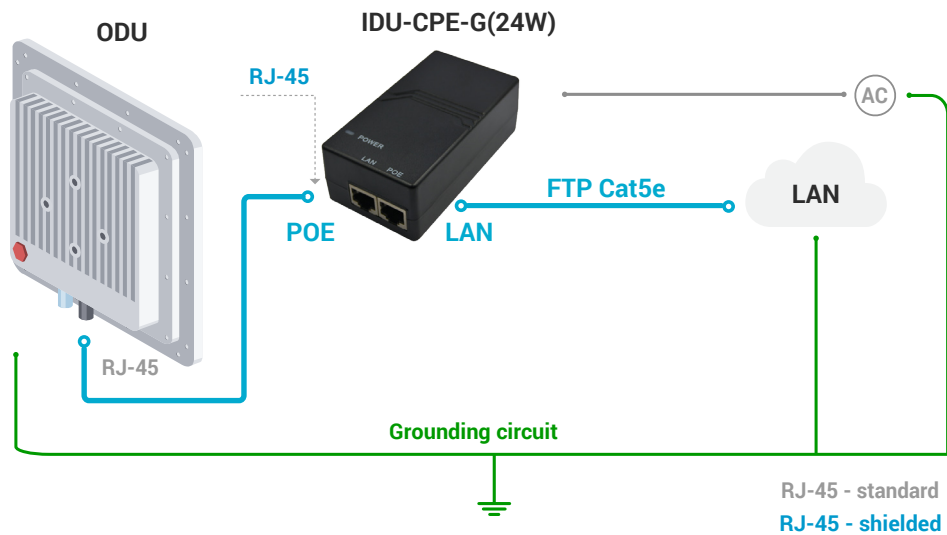 ODU
IDU-CPE-G(24W)
RJ-45
AC
POWER
LAN POE
FTP Cat5e
LAN
POE
LAN
RJ-45
Grounding circuit
RJ-45 - standard
RJ-45 - shielded